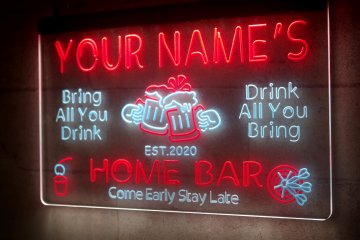 YOUR NAME'S
Bring
All You
Drink
Drink
All You
Bring
EST.2020
HOME BAR
Come Early Stay Late